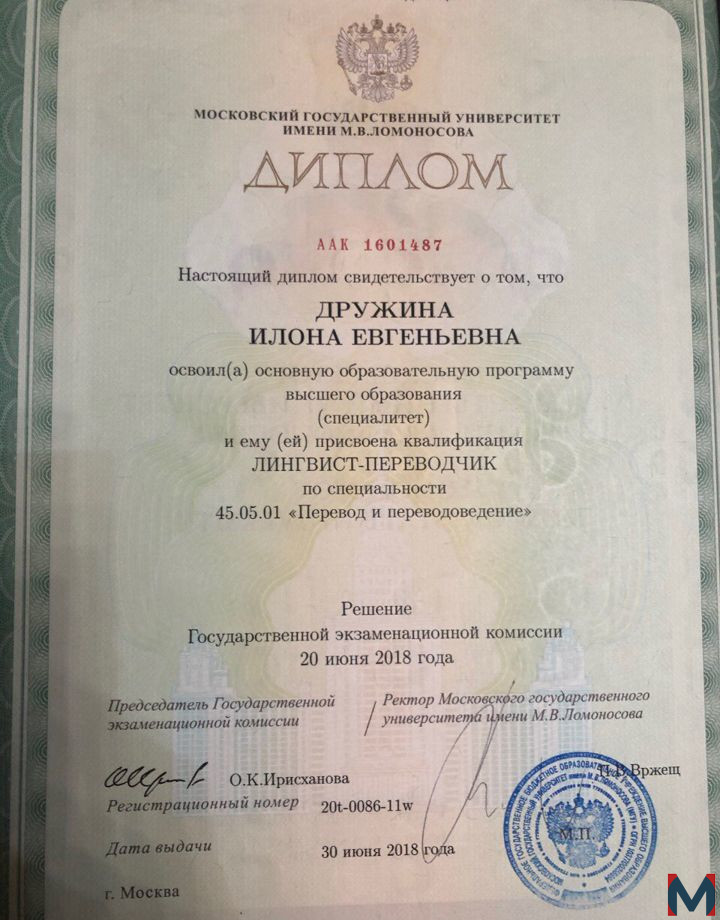 МОСКОВСКИЙ ГОСУДАРСТВЕННЫЙ УНИВЕРСИТЕТ
ИМЕНИ М.В.ЛОМОНОСОВА
ДИПЛОМ
ААК 1601487
Настоящий диплом свидетельствует о том, что
ДРУЖИНА
ИЛОНА ЕВГЕНЬЕВНА
освоил(а) основную образовательную программу
высшего образования
(специалитет)
и ему (ей) присвоена квалификация
ЛИНГВИСТ-ПЕРЕВОДЧИК
по специальности
45.05.01 «Перевод и переводоведение»
Решение
Государственной экзаменационной комиссии
20 июня 2018 года
Председатель Государственной
экзаменационной комиссии
Ректор Московского государственного
университета имени М.В.Ломоносова
О.К.Ирисханова
Вржещ
Регистрационный номер 20t-0086-11w
М.П.
Дата выдачи 30 июня 2018 года
г. Москва
M